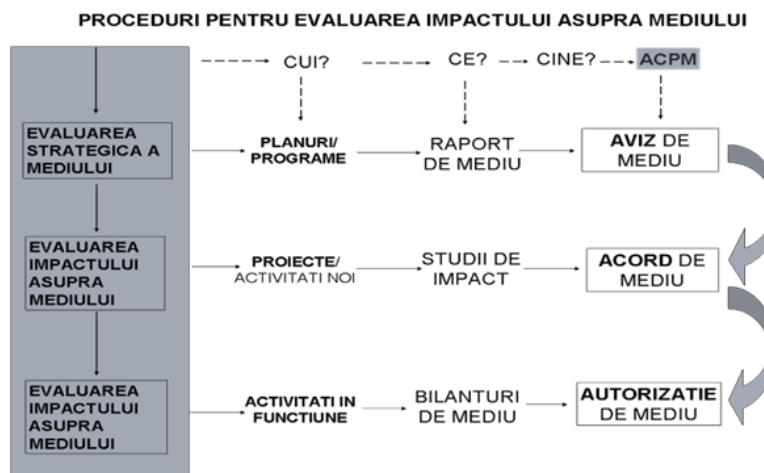 PROCEDURI PENTRU EVALUAREA IMPACTULUI ASUPRA MEDIULUI
CUI?
CE?
CINE?
ACPM
EVALUAREA
STRATEGICA A
MEDIULUI
PLANURI/
PROGRAME
RAPORT
DE MEDIU
AVIZ DE
MEDIU
EVALUAREA
IMPACTULUI
ASUPRA
MEDIULUI
PROIECTE/
ACTIVITATI NOI
STUDII DE
IMPACT
ACORD DE
MEDIU
EVALUAREA
IMPACTULUI
ASUPRA
MEDIULUI
ACTIVITATI IN
FUNCTIUNE
BILANTURI
DE MEDIU
AUTORIZATIE
DE MEDIU